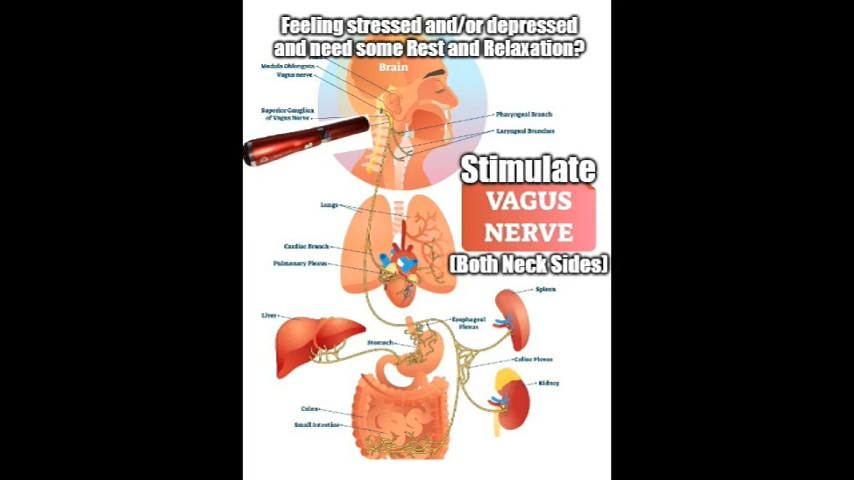 Feeling stressed and/or depressed
and need some Rest and Relaxation?
Brain
Medula Oblongata
Vagus nerve
Superior Ganglion
of Vagus Nerve
Pharyngeal Branch
Laryngeal Branches
Stimulate
VAGUS
NERVE
(Both Neck Sides)
Lungs
Cardiac Branch
Pulmonary Plexus
Spleen
Liver
Esophageal
Plexus
Stomach
Celiac Plexus
Kidney
Colon
Small Intestine